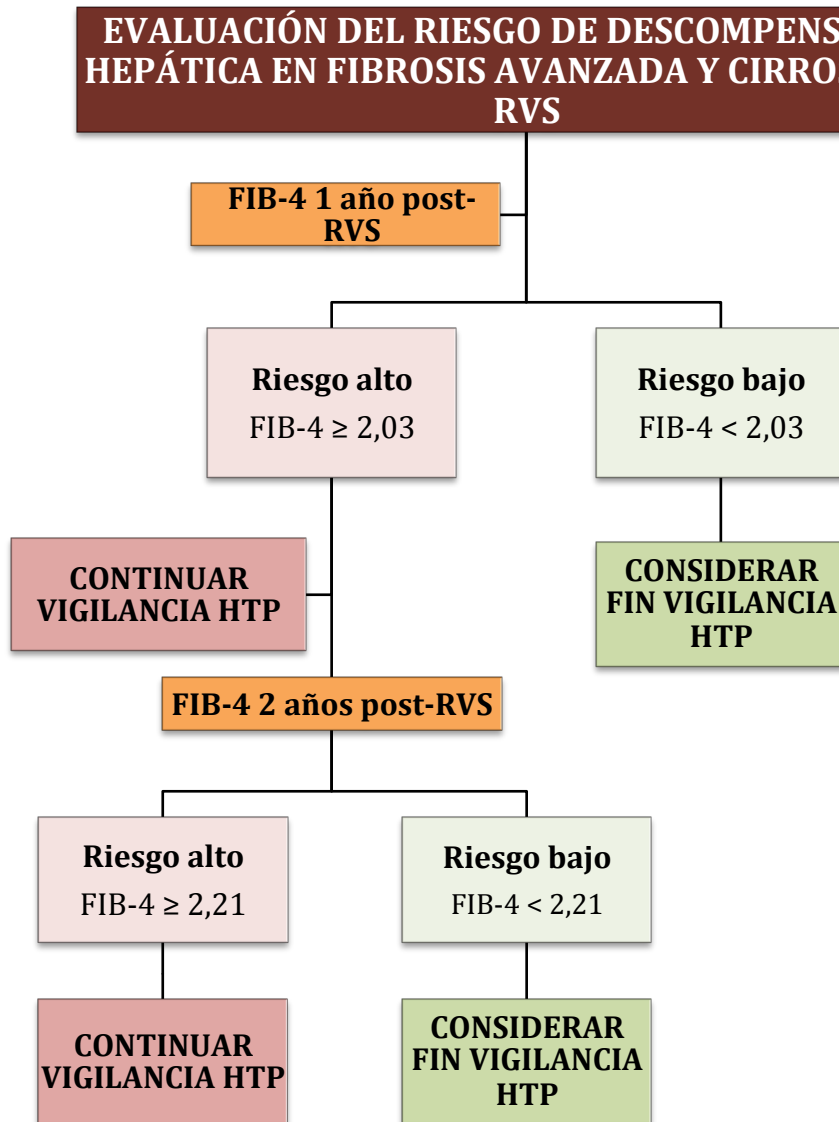 EVALUACIÓN DEL RIESGO DE DESCOMPENS
HEPÁTICA EN FIBROSIS AVANZADA Y CIRRO
RVS
FIB-4 1 año post-
RVS
Riesgo alto
FIB-4 ≥ 2,03
Riesgo bajo
FIB-4 < 2,03
CONTINUAR
VIGILANCIA HTP
CONSIDERAR
FIN VIGILANCIA
HTP
FIB-4 2 años post-RVS
Riesgo alto
FIB-4 ≥ 2,21
Riesgo bajo
FIB-4 < 2,21
CONTINUAR
VIGILANCIA HTP
CONSIDERAR
FIN VIGILANCIA
HTP